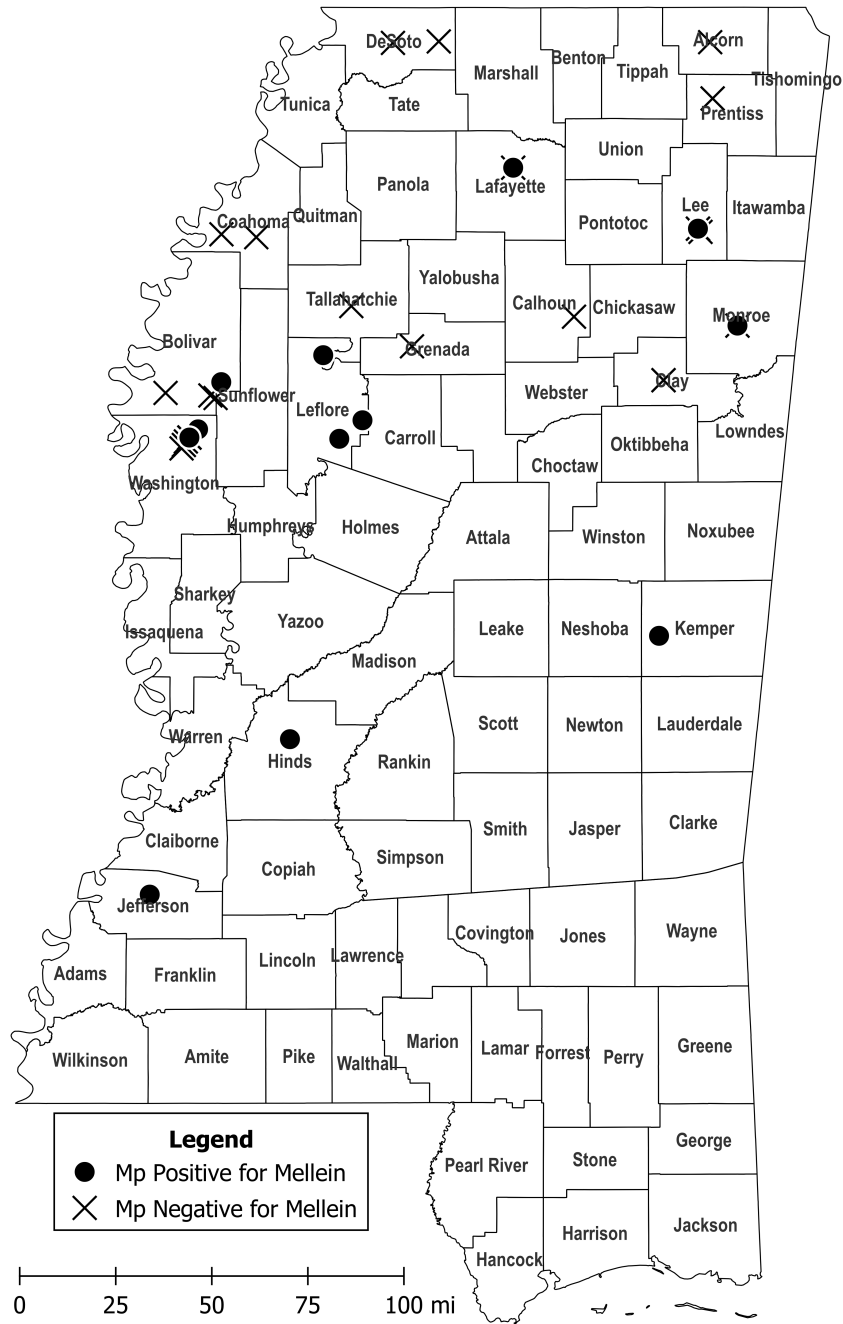 DeSoto
Alcorn
Marshall
Benton
Tippah
Tishomingo
Tunica
Tate
Prentiss
Union
Panola
Lafayette
Lee
Itawamba
Coahoma
Quitman
Pontotoc
Yalobusha
Tallahatchie
Calhoun
Chickasaw
Monroe
Bolivar
Grenada
Sunflower
Clay
Webster
Leflore
Carroll
Lowndes
Oktibbeha
Choctaw
Washington
Humphreys
Holmes
Attala
Winston
Noxubee
Sharkey
Issaquena
Yazoo
Leake
Neshoba
Kemper
Madison
Warren
Scott
Newton
Lauderdale
Hinds
Rankin
Claiborne
Smith
Jasper
Clarke
Copiah
Simpson
Jefferson
Covington
Jones
Wayne
Adams
Franklin
Lincoln
Lawrence
Wilkinson
Amite
Pike
Walthall
Marion
Lamar
Forrest
Perry
Greene
Legend
Mp Positive for Mellein
Mp Negative for Mellein
Pearl River
Stone
George
Hancock
Harrison
Jackson
0 25 50 75 100 mi